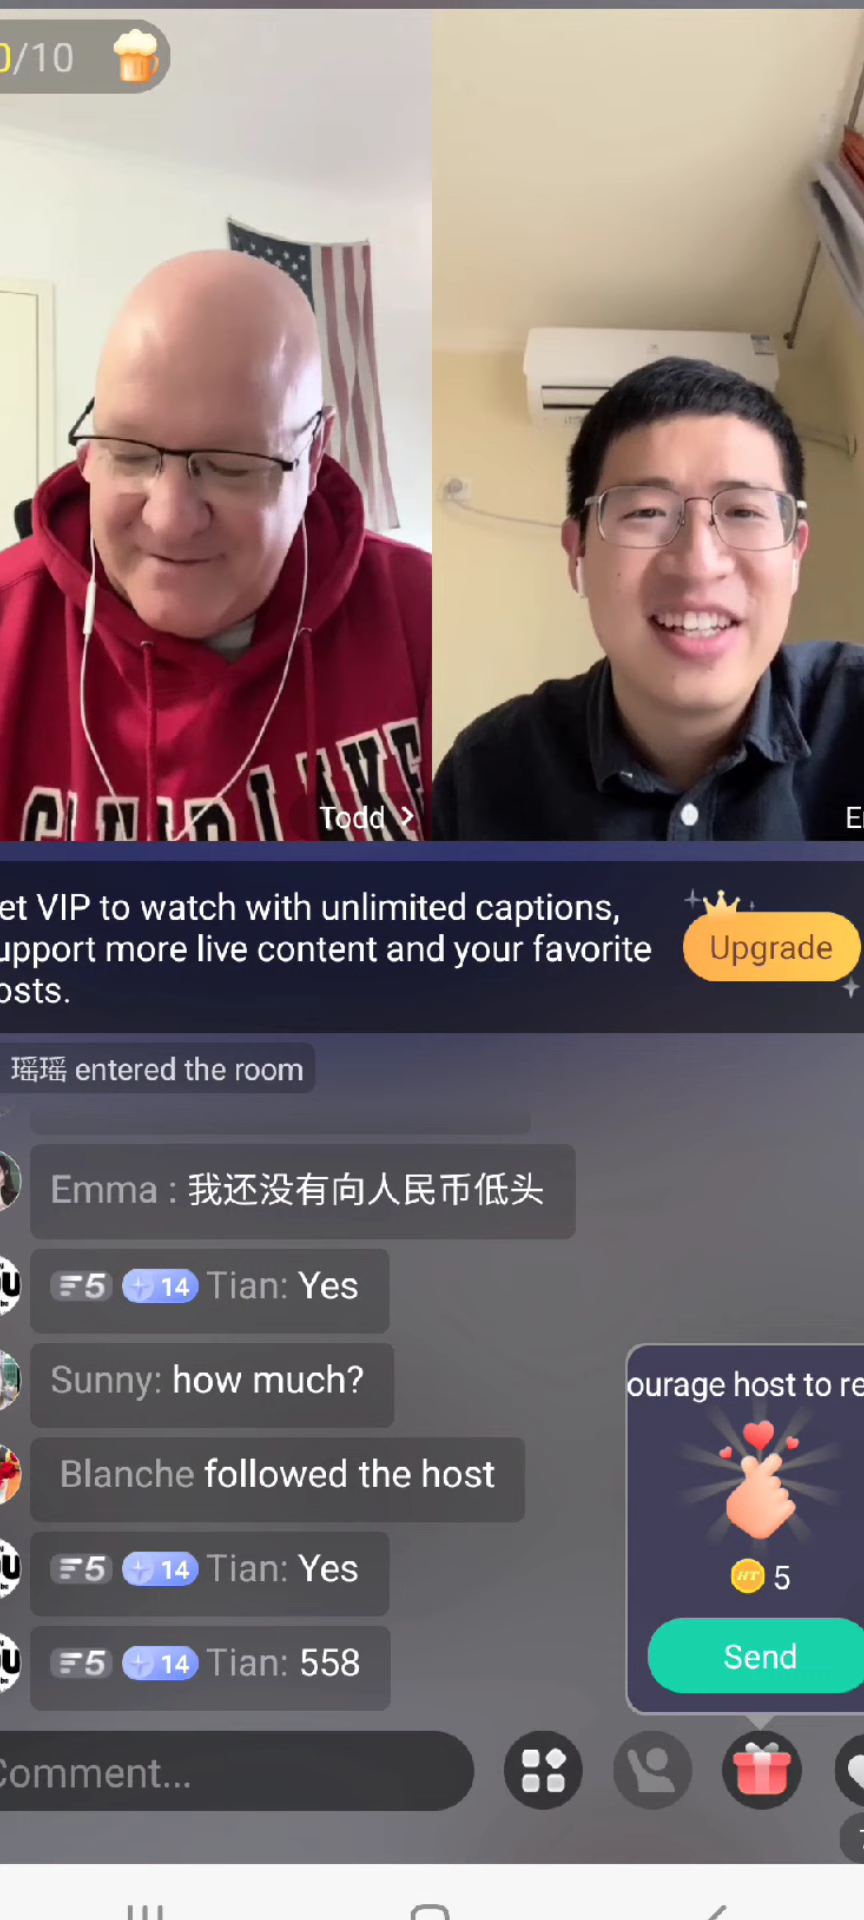 0/10
Todd >
et VIP to watch with unlimited captions,
upport more live content and your favorite
osts.
Upgrade
瑶瑶 entered the room
Emma : 我还没有向人民币低头
5 14 Tian: Yes
Sunny: how much?
Blanche followed the host
5 14 Tian: Yes
5 14 Tian: 558
ourage host to re
HT 5
Send
Comment...